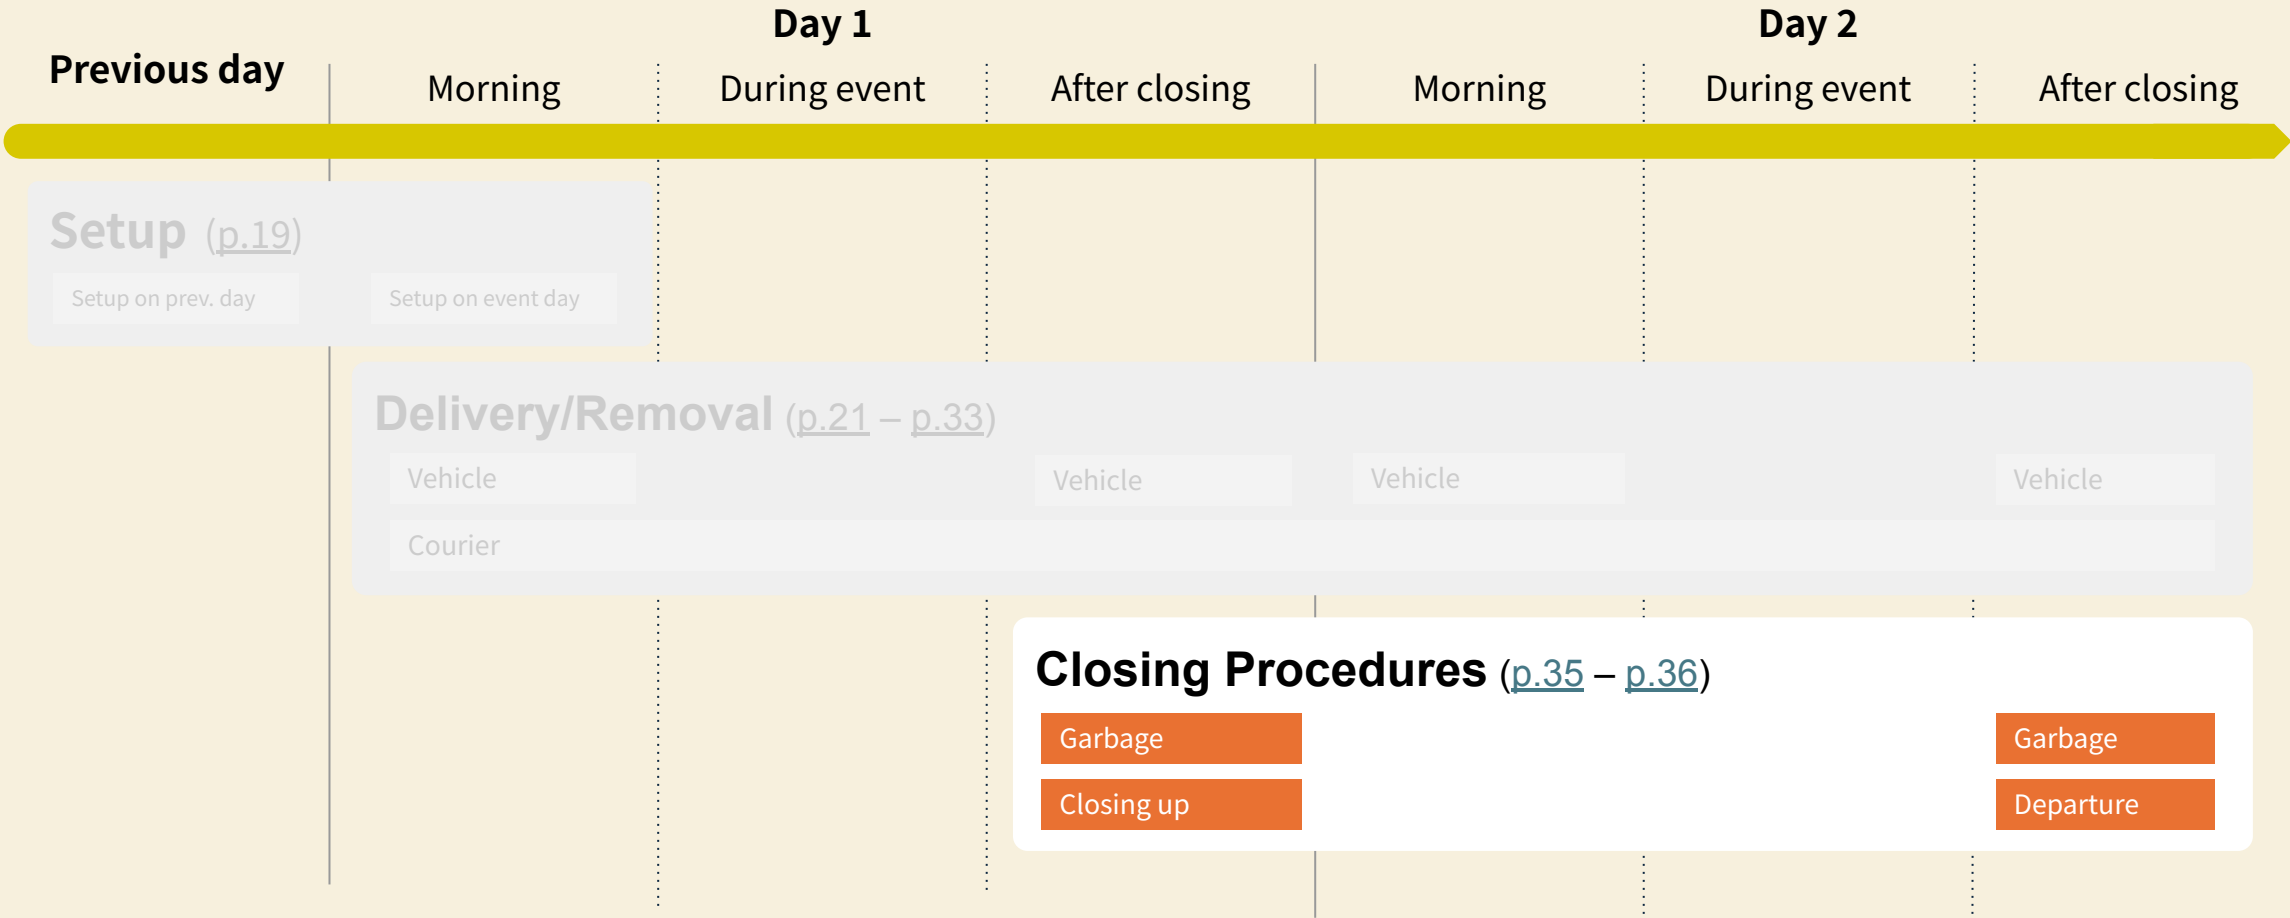 Day 1
Day 2
Previous day
Morning
During event
After closing
Morning
During event
After closing
Setup (p.19)
Setup on prev. day
Setup on event day
Delivery/Removal (p.21 – p.33)
Vehicle
Vehicle
Vehicle
Vehicle
Courier
Closing Procedures (p.35 – p.36)
Garbage
Garbage
Closing up
Departure